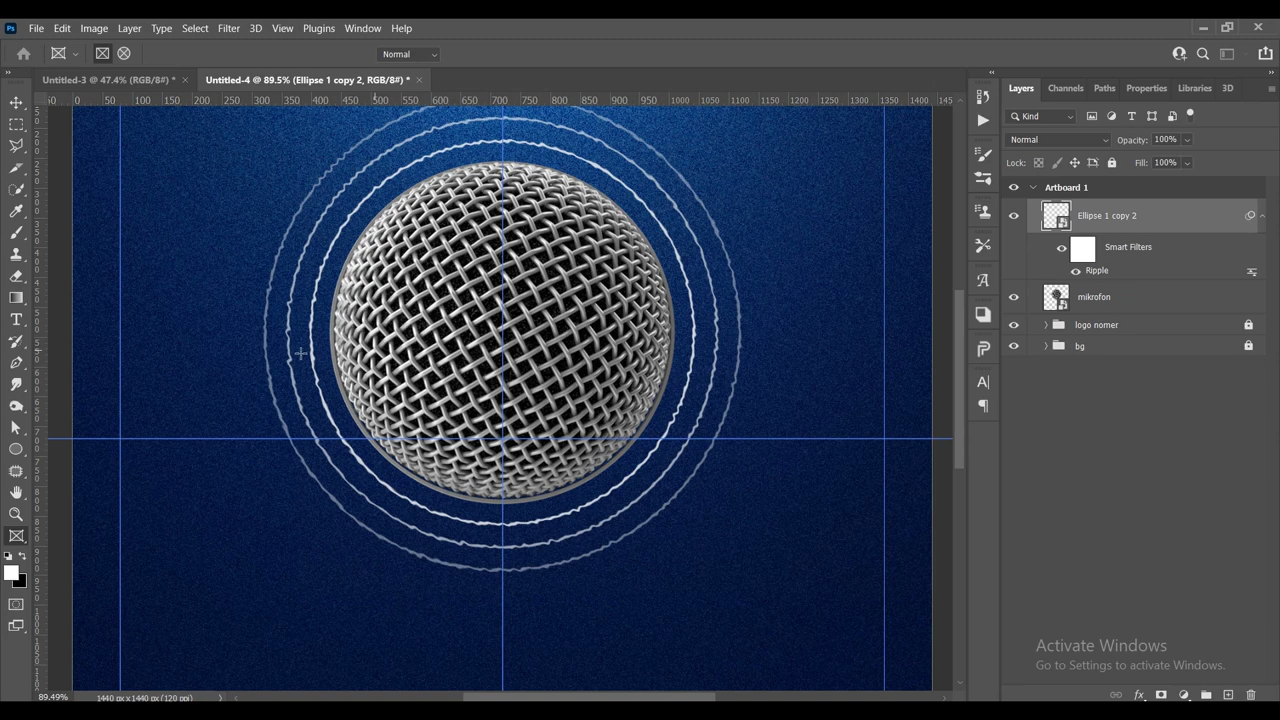 Ps File Edit Image Layer Type Select Filter 3D View Plugins Window Help
Normal
Untitled-3 @ 47.4% (RGB/8#) * × Untitled-4 @ 89.5% (Ellipse 1 copy 2, RGB/8#) * ×
50 0 50 100 150 200 250 300 350 400 450 500 550 600 650 700 750 800 850 900 950 1000 1050 1100 1150 1200 1250 1300 1350 1400 145
Layers Channels Paths Properties Libraries 3D
Kind
Normal Opacity: 100%
Lock: Fill: 100%
Artboard 1
Ellipse 1 copy 2
Smart Filters
Ripple
mikrofon
logo nomer
bg
Activate Windows
Go to Settings to activate Windows.
89.49% 1440 px x 1440 px (120 ppi)